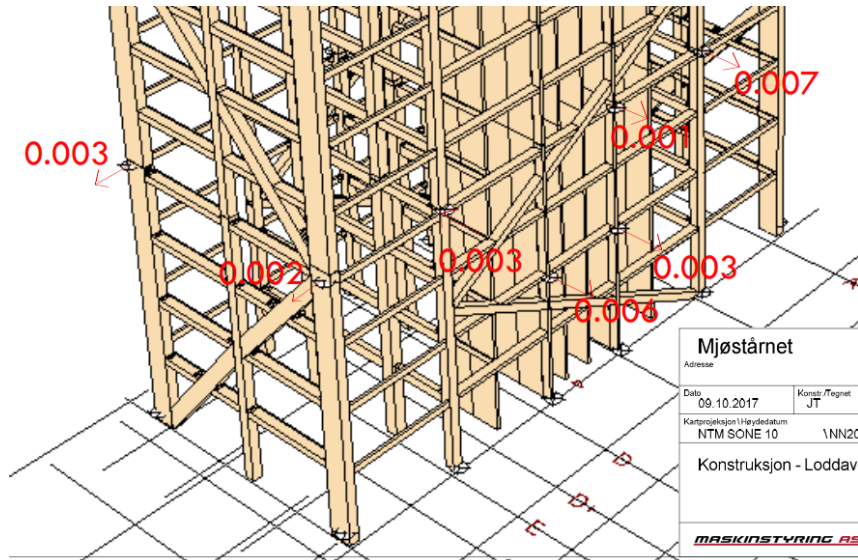 0.007
0.001
0.003
0.003
0.002
0.003
0.006
D
D
E
Mjøstårnet
Adresse
Dato
09.10.2017
Konstr./Tegnet
JT
Kartprojeksjon\Høydedatum
NTM SONE 10
\NN20
Konstruksjon - Loddav
MASKINSTYRING AS